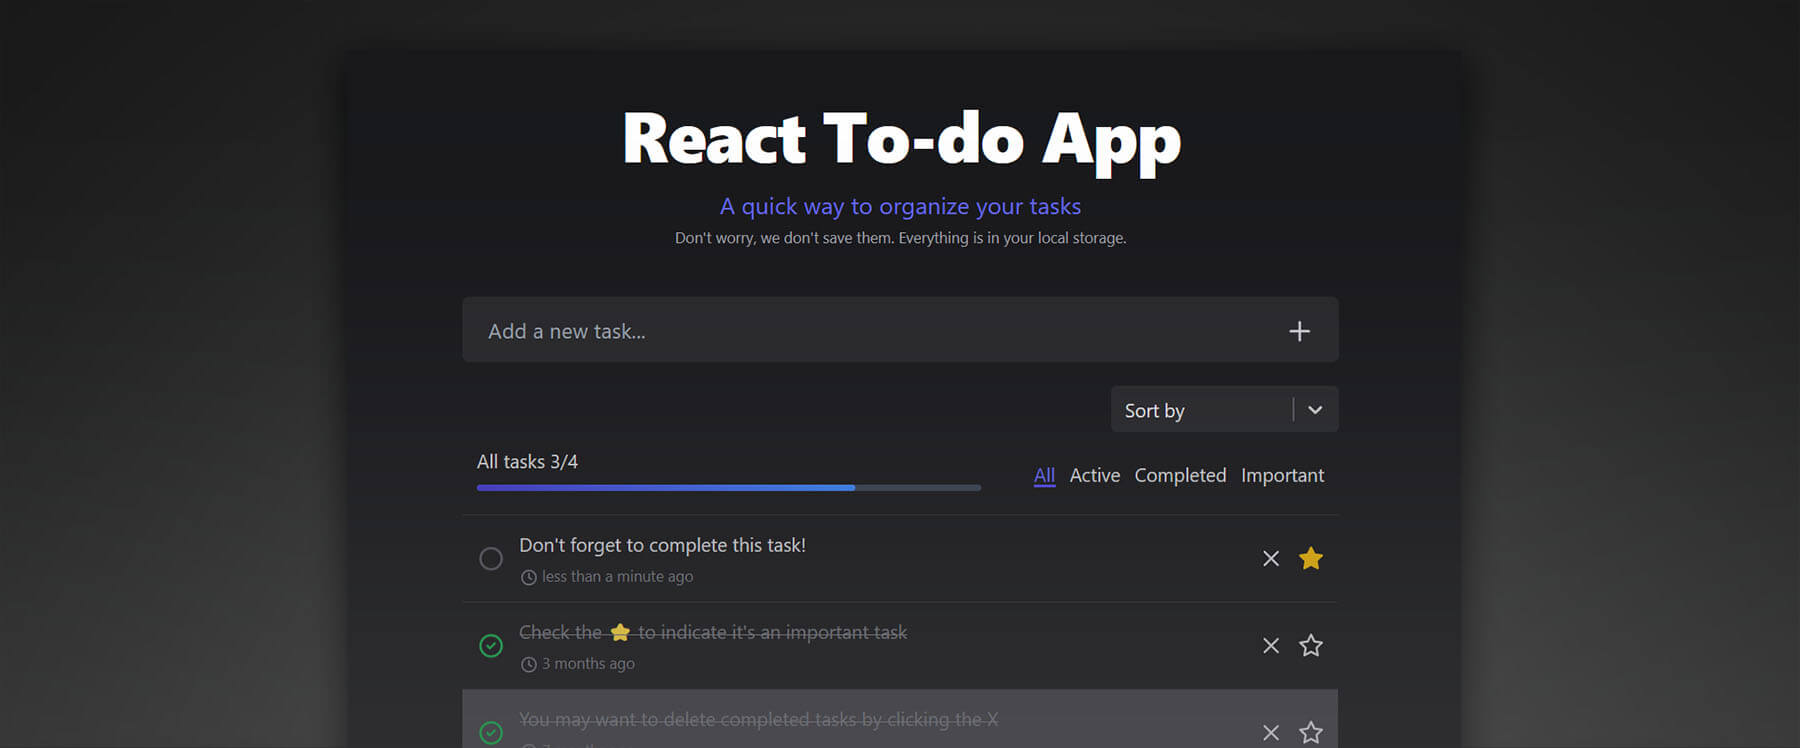 React To-do App
A quick way to organize your tasks
Don't worry, we don't save them. Everything is in your local storage.
Add a new task...
Sort by
All tasks 3/4
All Active Completed Important
Don't forget to complete this task!
less than a minute ago
Check the ⭐ to indicate it's an important task
3 months ago
You may want to delete completed tasks by clicking the X